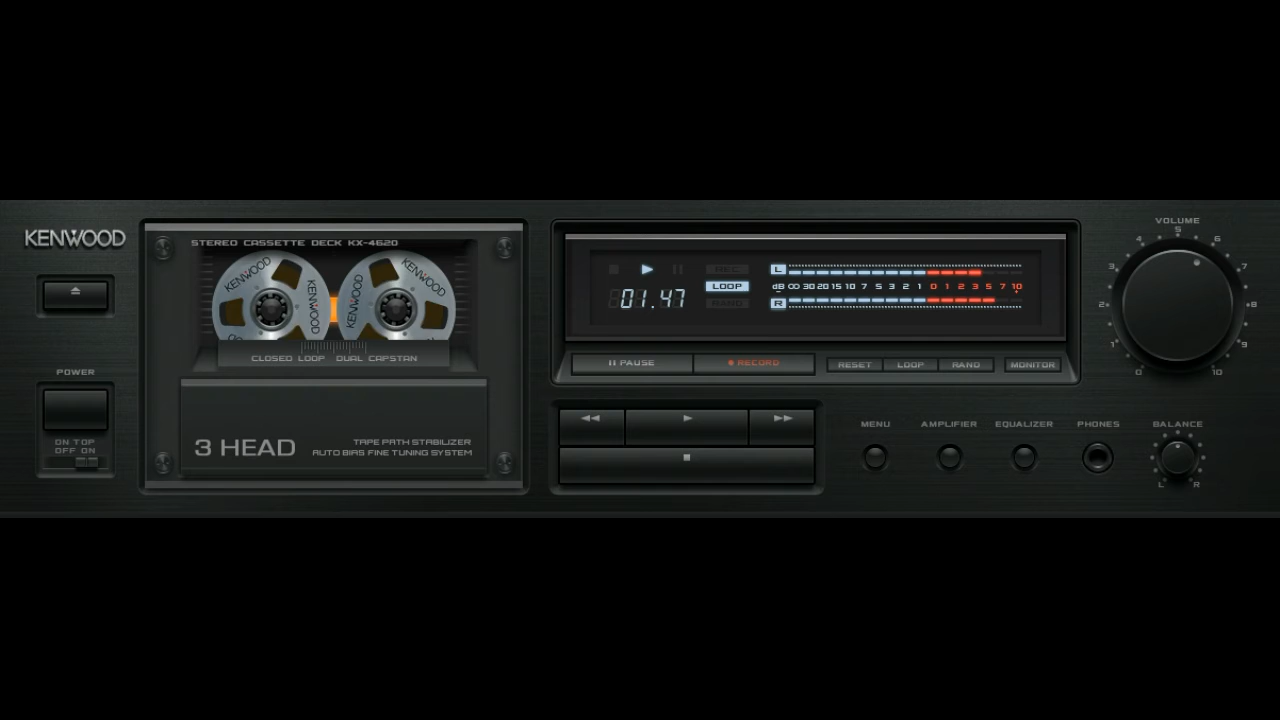 KENWOOD
POWER
ON TOP
OFF ON
STEREO CASSETTE DECK KX-4620
KENWOOD
KENWOOD
KENWOOD
KENWOOD
CLOSED LOOP DUAL CAPSTAN
3 HEAD
TAPE PATH STABILIZER
AUTO BIAS FINE TUNING SYSTEM
REC
LOOP
RAND
01.47
L
dB ∞ 30 20 15 10 7 5 3 2 1 0 1 2 3 5 7 10
R
PAUSE
RECORD
RESET
LOOP
RAND
MONITOR
VOLUME
0 1 2 3 4 5 6 7 8 9 10
MENU
AMPLIFIER
EQUALIZER
PHONES
BALANCE
L R